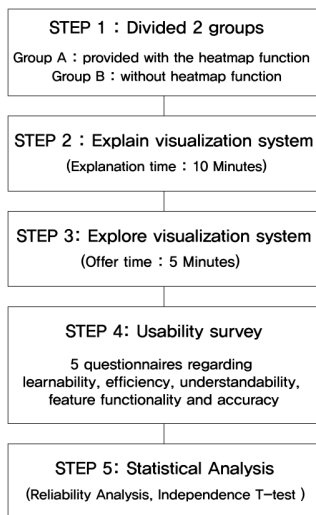 STEP 1 : Divided 2 groups
Group A : provided with the heatmap function
Group B : without heatmap function
STEP 2 : Explain visualization system
(Explanation time : 10 Minutes)
STEP 3: Explore visualization system
(Offer time : 5 Minutes)
STEP 4: Usability survey
5 questionnaires regarding
learnability, efficiency, understandability,
feature functionality and accuracy
STEP 5: Statistical Analysis
(Reliability Analysis, Independence T-test )